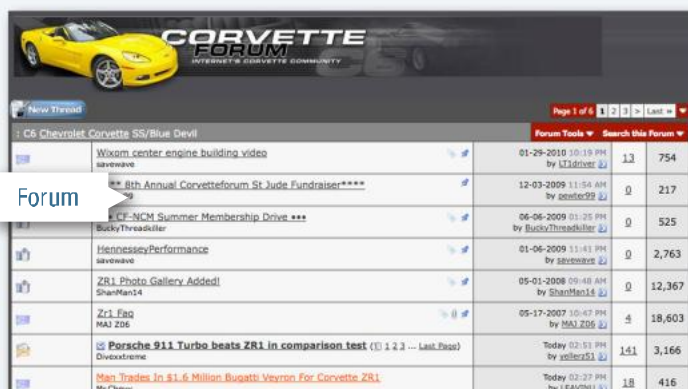 CORVETTE
FORUM
INTERNET'S CORVETTE COMMUNITY
C6
New Thread
Page 1 of 6 1 2 3 > Last »
: C6 Chevrolet Corvette SS/Blue Devil Forum Tools Search this Forum
Wixom center engine building video 01-29-2010 10:19 PM 13 754
savewave by LT1driver
Forum
** 8th Annual Corvetteforum St Jude Fundraiser**** 12-03-2009 11:54 AM 0 217
99 by pewter99
CF-NCM Summer Membership Drive 06-06-2009 01:25 PM 0 525
BuckyThreadkiller by BuckyThreadkiller
HennesseyPerformance 01-06-2009 11:41 PM 0 2,763
savewave by savewave
ZR1 Photo Gallery Added! 05-01-2008 09:48 AM 0 12,367
ShanMan14 by ShanMan14
Zr1 Faq 05-17-2007 10:47 PM 4 18,603
MAJ Z06 by MAJ Z06
Porsche 911 Turbo beats ZR1 in comparison test ( 1 2 3 ... Last Page) Today 02:51 PM 141 3,166
Divexxtreme by vellerz51
Man Trades In $1.6 Million Bugatti Veyron For Corvette ZR1 Today 02:27 PM 18 416